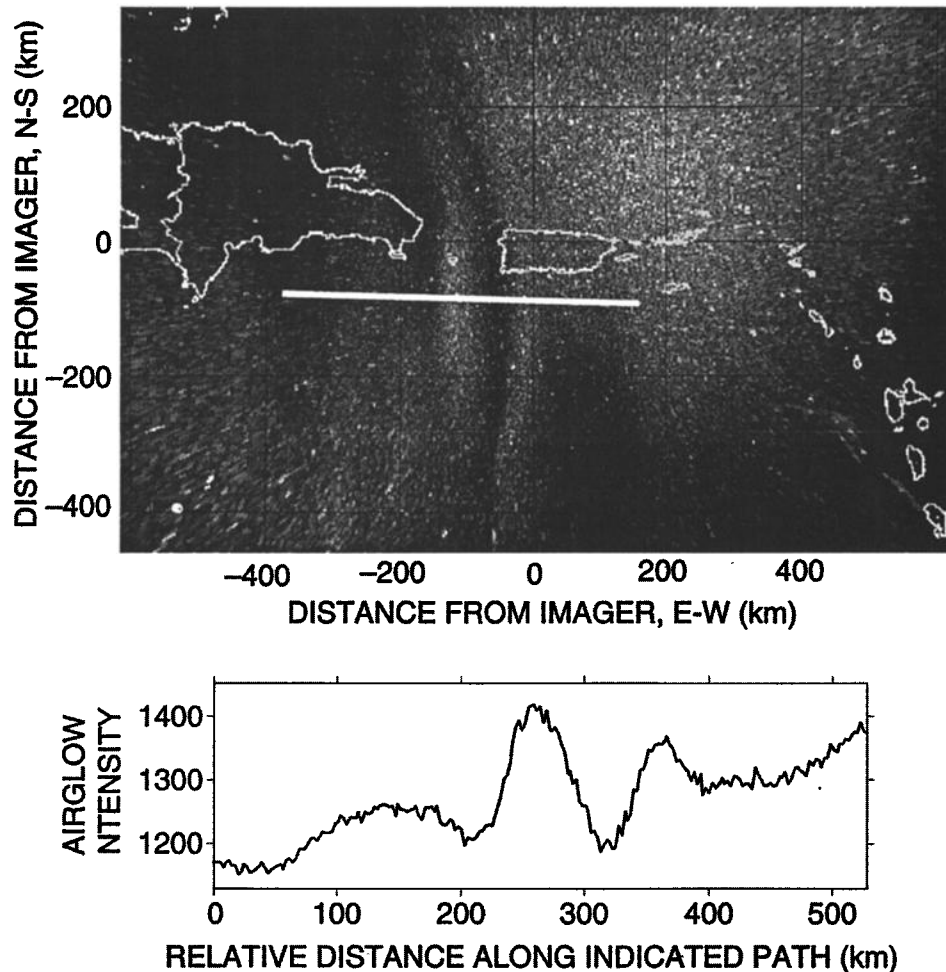 DISTANCE FROM IMAGER, N-S (km)
200
0
−200
−400
−400 −200 0 200 400
DISTANCE FROM IMAGER, E-W (km)
AIRGLOW
NTENSITY
1400
1300
1200
0 100 200 300 400 500
RELATIVE DISTANCE ALONG INDICATED PATH (km)